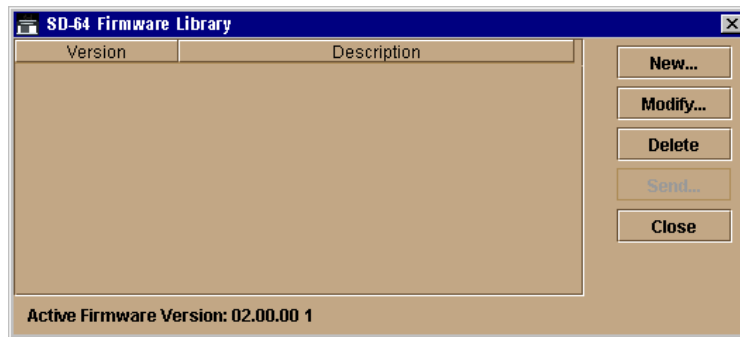 SD-64 Firmware Library
Version Description
New...
Modify...
Delete
Send...
Close
Active Firmware Version: 02.00.00 1